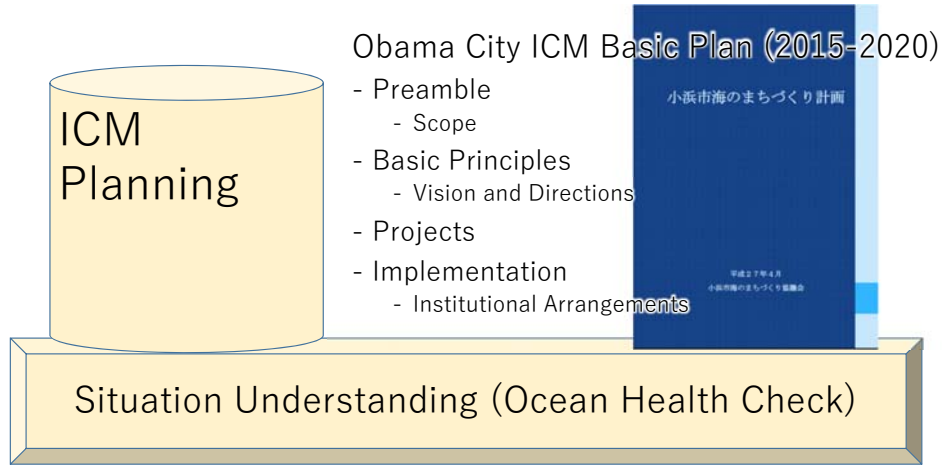 Obama City ICM Basic Plan (2015-2020)
ICM
Planning
- Preamble
- Scope
- Basic Principles
- Vision and Directions
- Projects
- Implementation
- Institutional Arrangements
小浜市海のまちづくり計画
平成27年4月
小浜市海のまちづくり協議会
Situation Understanding (Ocean Health Check)